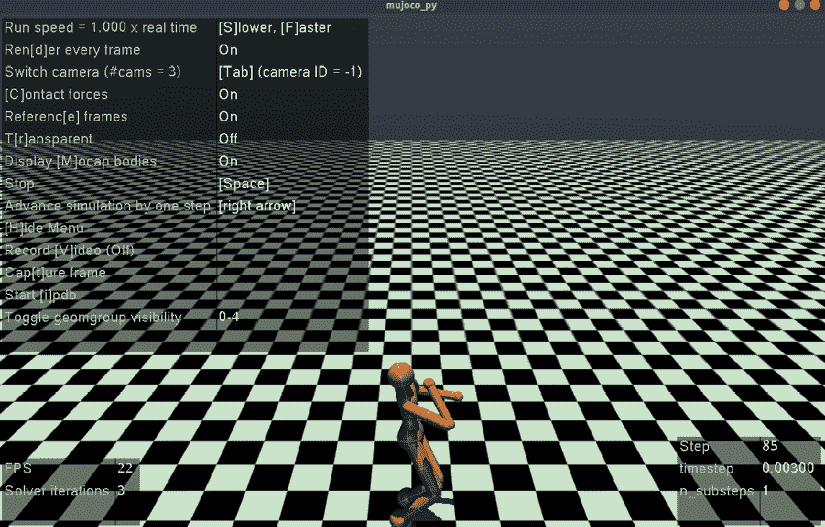 mujoco_py
Run speed = 1.000 x real time [S]lower, [F]aster
Ren[d]er every frame On
Switch camera (#cams = 3) [Tab] (camera ID = -1)
[C]ontact forces On
Referenc[e] frames On
T[r]ansparent Off
Display [M]ocap bodies On
Stop [Space]
Advance simulation by one step [right arrow]
[H]ide Menu
Record [V]ideo (Off)
Cap[t]ure frame
Start [i]pdb
Toggle geomgroup visibility 0-4
FPS 22
Solver iterations 3
Step 85
timestep 0.00300
n_substeps 1